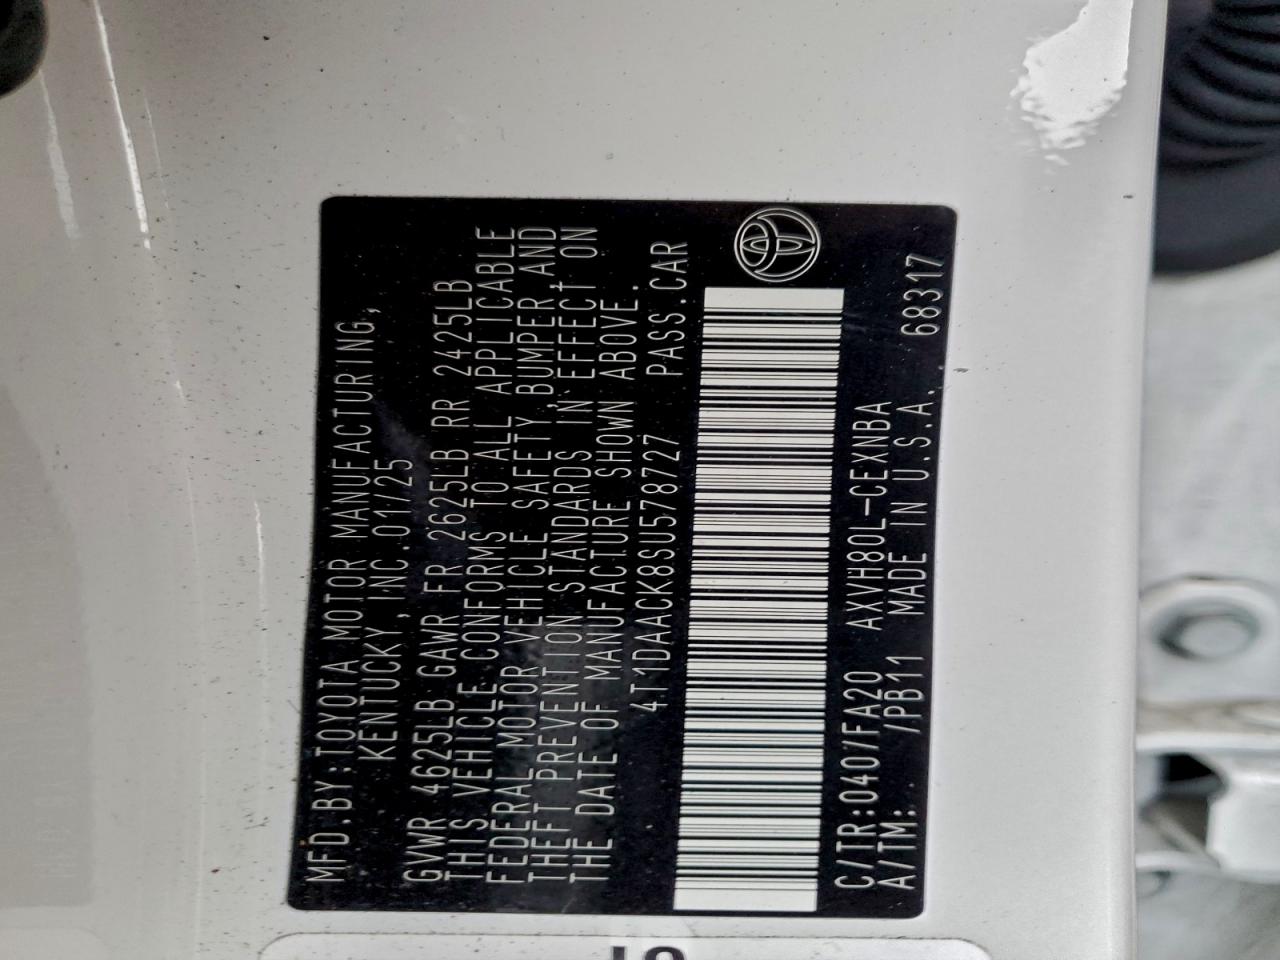 MFD.BY:TOYOTA MOTOR MANUFACTURING,
KENTUCKY, INC.01/25
GVWR 4625LB GAWR FR 2625LB RR 2425LB
THIS VEHICLE CONFORMS TO ALL APPLICABLE
FEDERAL MOTOR VEHICLE SAFETY,BUMPER AND
THEFT PREVENTION STANDARDS IN EFFECT ON
THE DATE OF MANUFACTURE SHOWN ABOVE.
4T1DAACK8SU578727 PASS.CAR
C/TR:040/FA20 AXVH80L-CEXNBA
A/TM: /PB11 MADE IN U.S.A. 68317